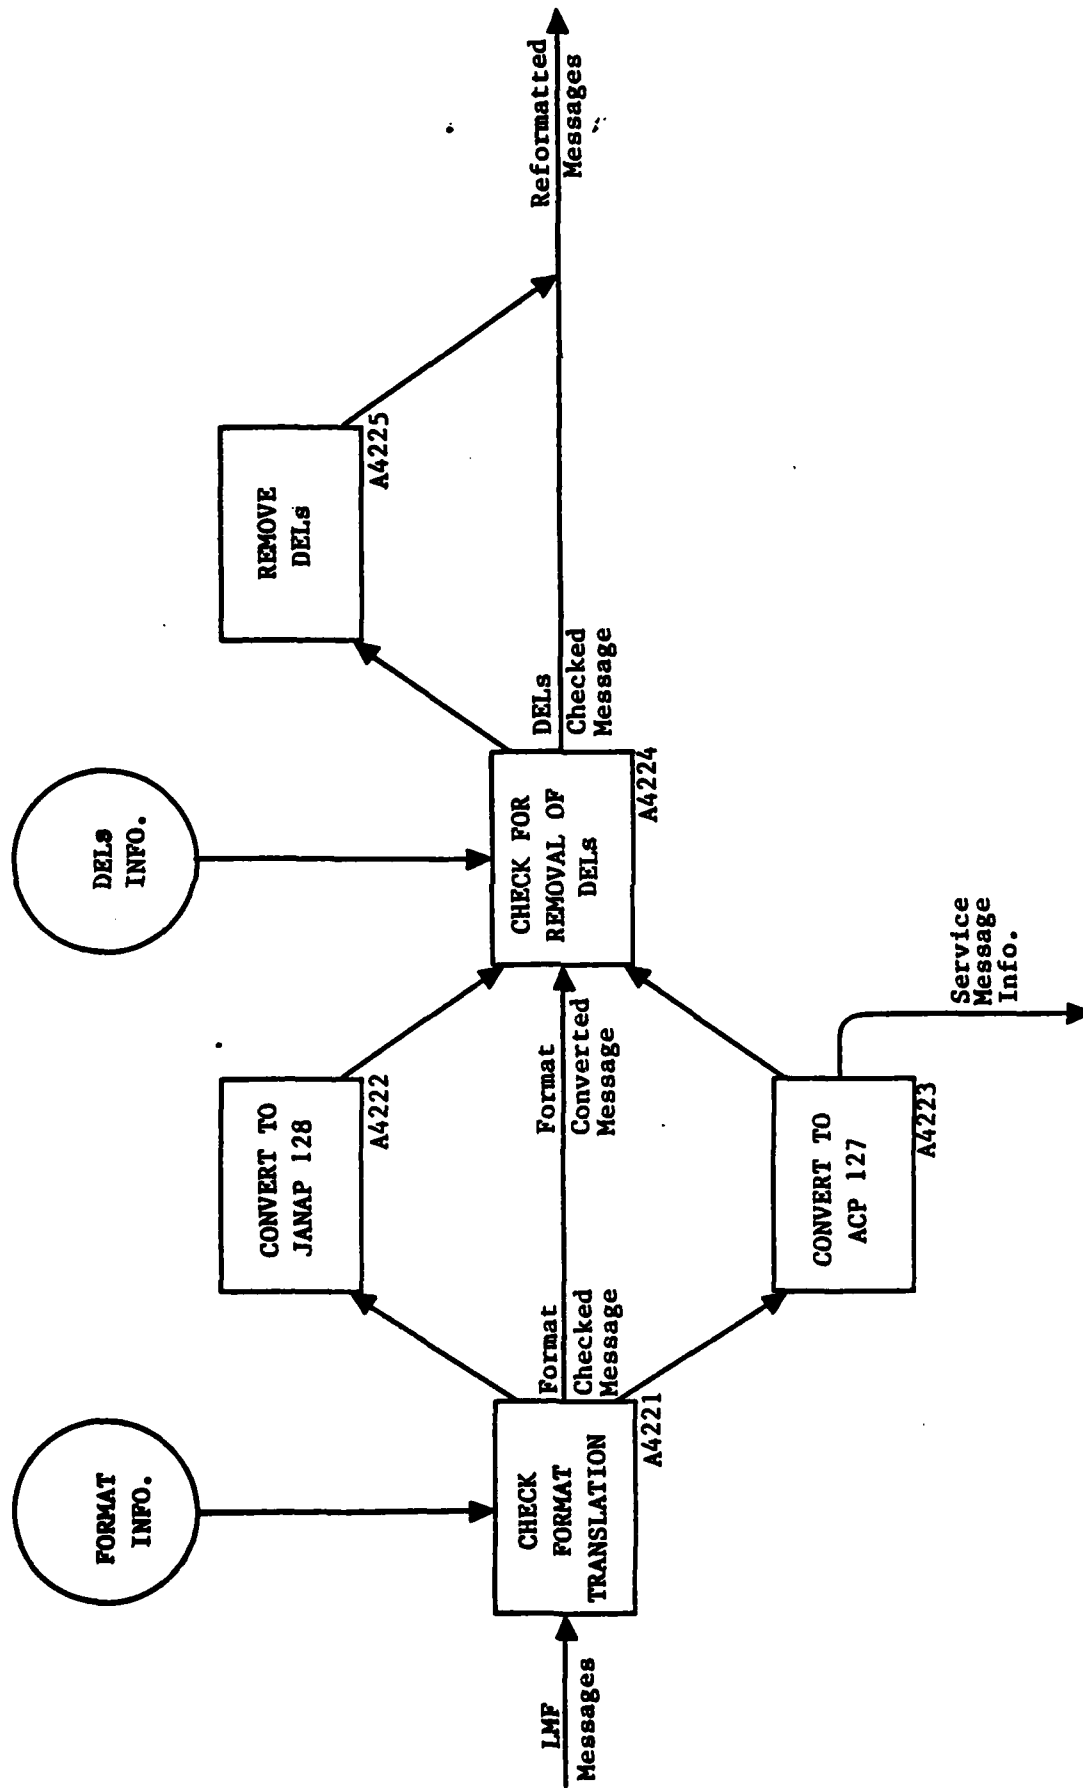 FORMAT
INFO.
DELS
INFO.
CONVERT TO
JANAP 128
A4222
REMOVE
DELs
A4225
LMF
Messages
CHECK
FORMAT
TRANSLATION
A4221
Format
Checked
Message
Format
Converted
Message
CHECK FOR
REMOVAL OF
DELs
A4224
DELs
Checked
Message
Reformatted
Messages
CONVERT TO
ACP 127
A4223
Service
Message
Info.